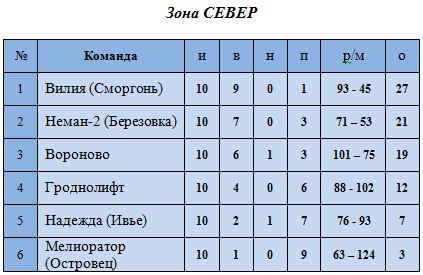 Зона СЕВЕР
№ Команда и в н п р/м о
1 Вилия (Сморгонь) 10 9 0 1 93 - 45 27
2 Неман-2 (Березовка) 10 7 0 3 71 – 53 21
3 Вороново 10 6 1 3 101 – 75 19
4 Гроднолифт 10 4 0 6 88 - 102 12
5 Надежда (Ивье) 10 2 1 7 76 - 93 7
6 Мелиоратор (Островец) 10 1 0 9 63 – 124 3